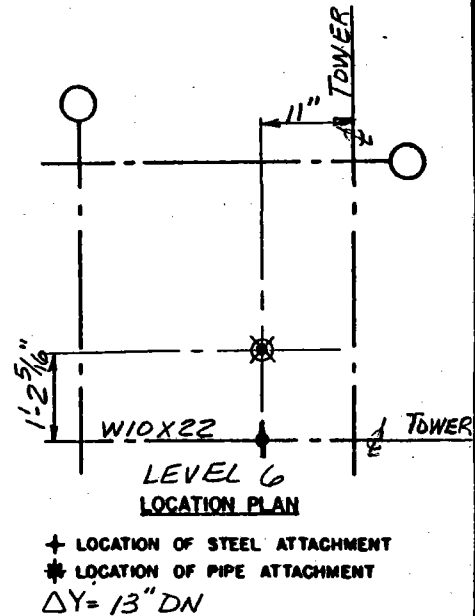 TOWER
11"
℄
1'-2 5/16"
W10X22
℄ TOWER
LEVEL 6
LOCATION PLAN
LOCATION OF STEEL ATTACHMENT
LOCATION OF PIPE ATTACHMENT
ΔY= 13" DN